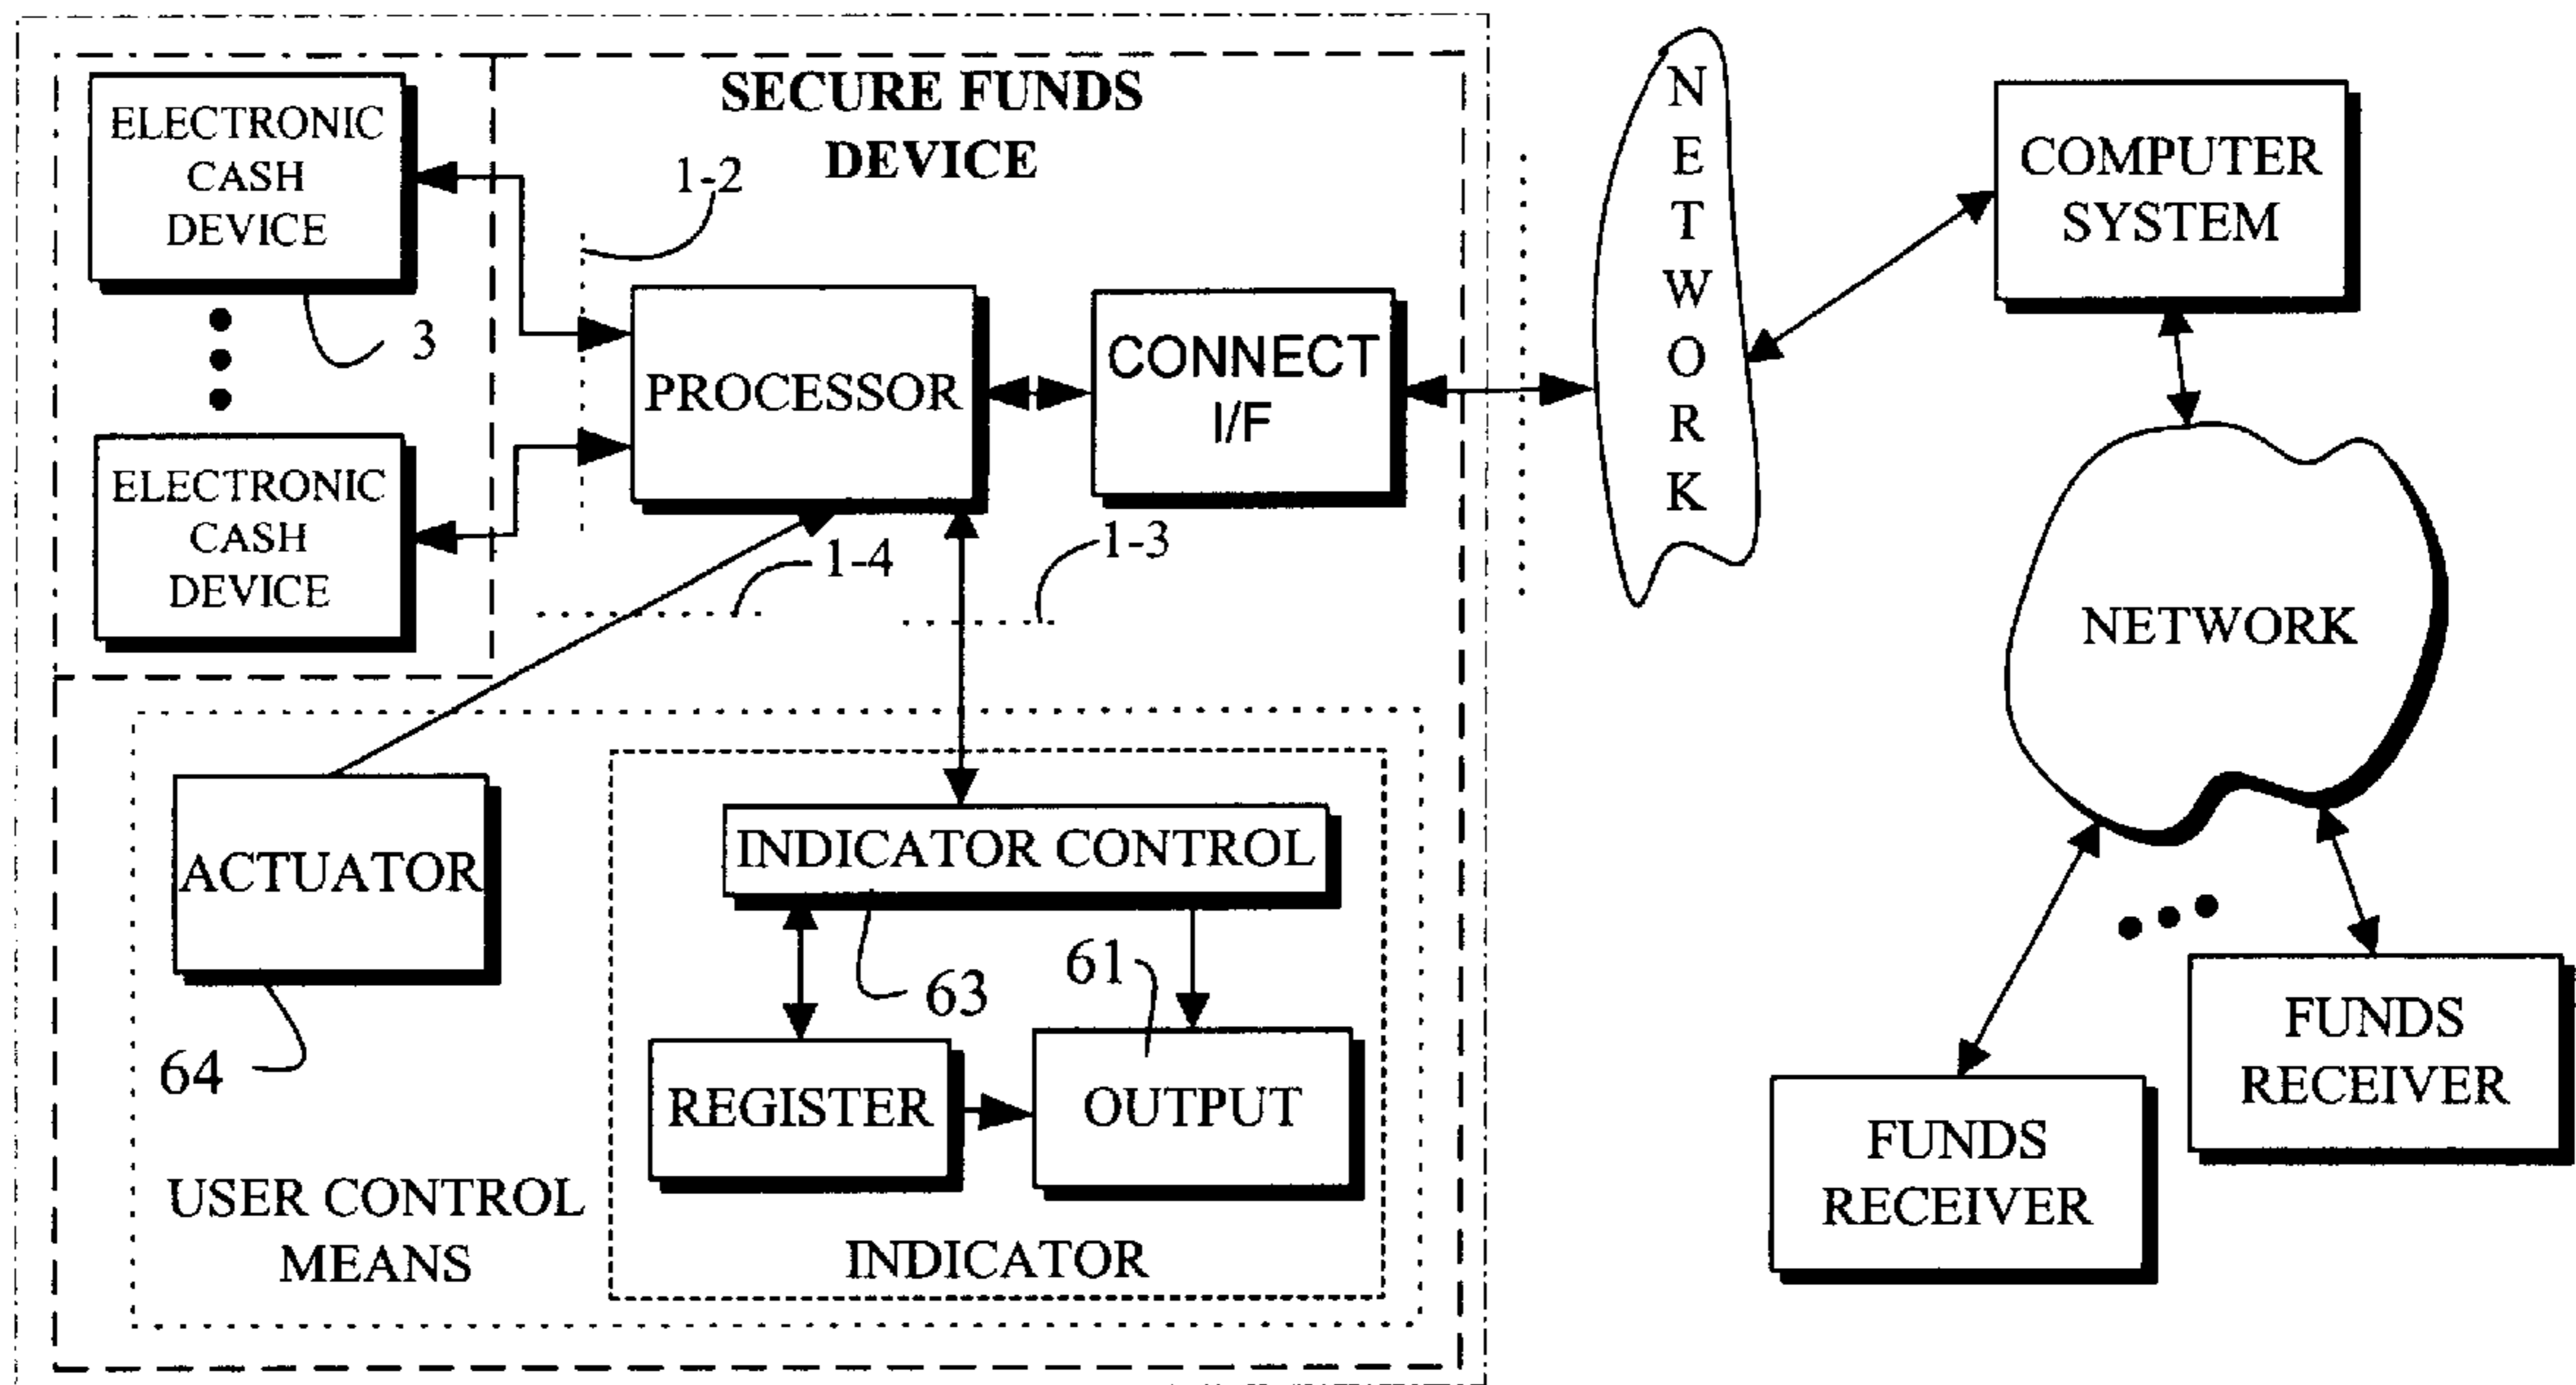 SECURE FUNDS
DEVICE
ELECTRONIC
CASH
DEVICE
3
ELECTRONIC
CASH
DEVICE
1-2
PROCESSOR
CONNECT
I/F
1-4
1-3
NETWORK
COMPUTER
SYSTEM
NETWORK
ACTUATOR
64
INDICATOR CONTROL
63
61
REGISTER
OUTPUT
USER CONTROL
MEANS
INDICATOR
FUNDS
RECEIVER
FUNDS
RECEIVER